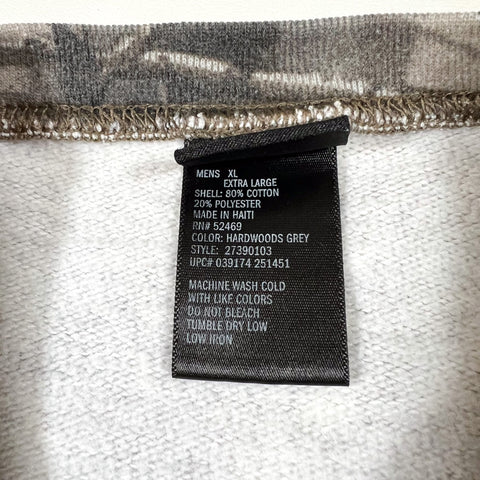 MENS XL
EXTRA LARGE
SHELL: 80% COTTON
20% POLYESTER
MADE IN HAITI
RN# 52469
COLOR: HARDWOODS GREY
STYLE: 27390103
UPC# 039174 251451
MACHINE WASH COLD
WITH LIKE COLORS
DO NOT BLEACH
TUMBLE DRY LOW
LOW IRON